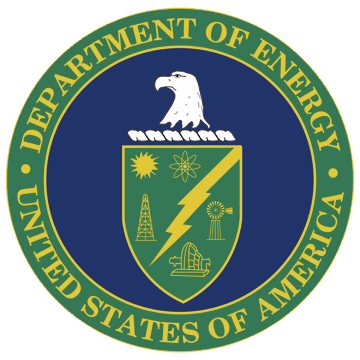 DEPARTMENT OF ENERGY
UNITED STATES OF AMERICA